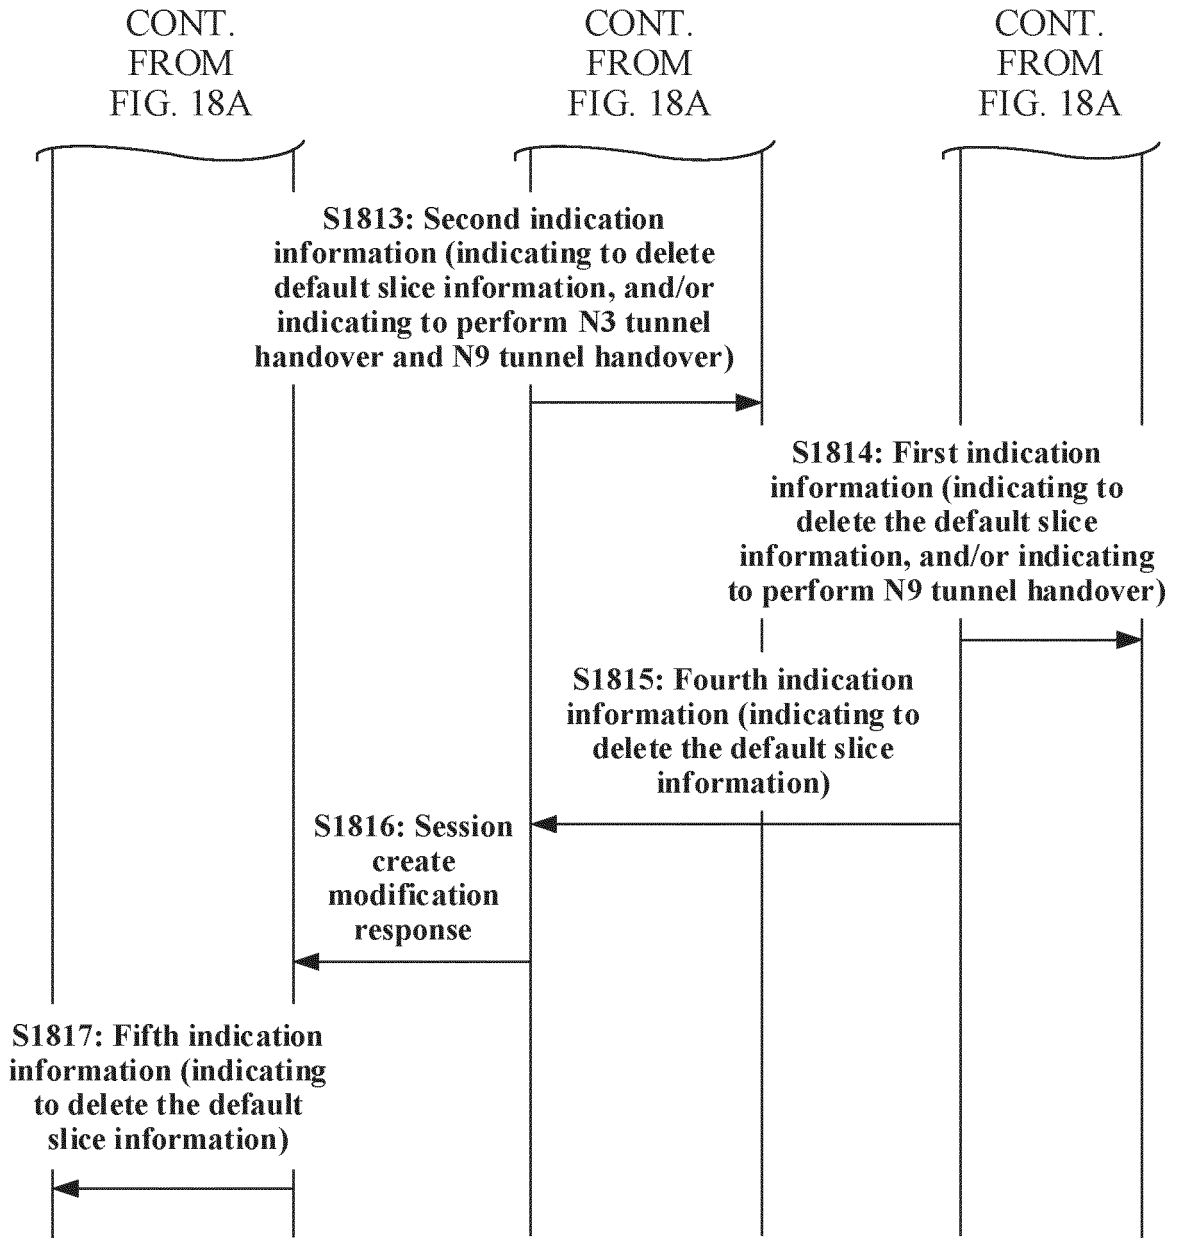 CONT.
FROM
FIG. 18A
CONT.
FROM
FIG. 18A
CONT.
FROM
FIG. 18A
S1813: Second indication
information (indicating to delete
default slice information, and/or
indicating to perform N3 tunnel
handover and N9 tunnel handover)
S1814: First indication
information (indicating to
delete the default slice
information, and/or indicating
to perform N9 tunnel handover)
S1815: Fourth indication
information (indicating to
delete the default slice
information)
S1816: Session
create
modification
response
S1817: Fifth indication
information (indicating
to delete the default
slice information)